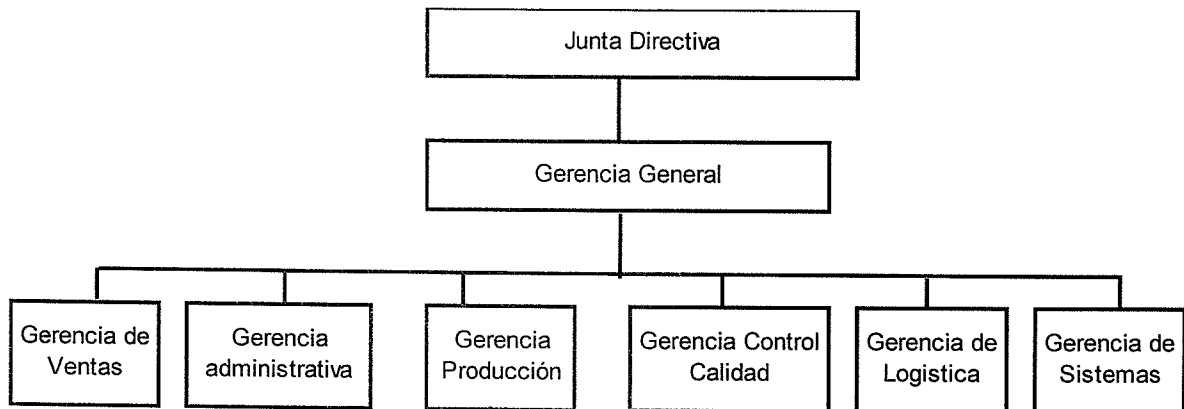 Junta Directiva
Gerencia General
Gerencia de
Ventas
Gerencia
administrativa
Gerencia
Producción
Gerencia Control
Calidad
Gerencia de
Logistica
Gerencia de
Sistemas